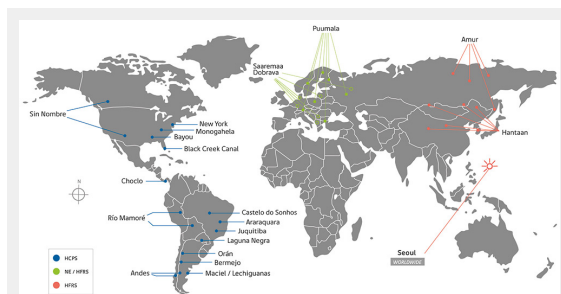 Puumala
Amur
Saaremaa
Dobrava
Sin Nombre
New York
Monogahela
Bayou
Black Creek Canal
Hantaan
Choclo
Río Mamoré
Castelo do Sonhos
Araraquara
Juquitiba
Laguna Negra
Orán
Bermejo
Andes
Maciel / Lechiguanas
Seoul
WORLDWIDE
HCPS
NE / HFRS
HFRS